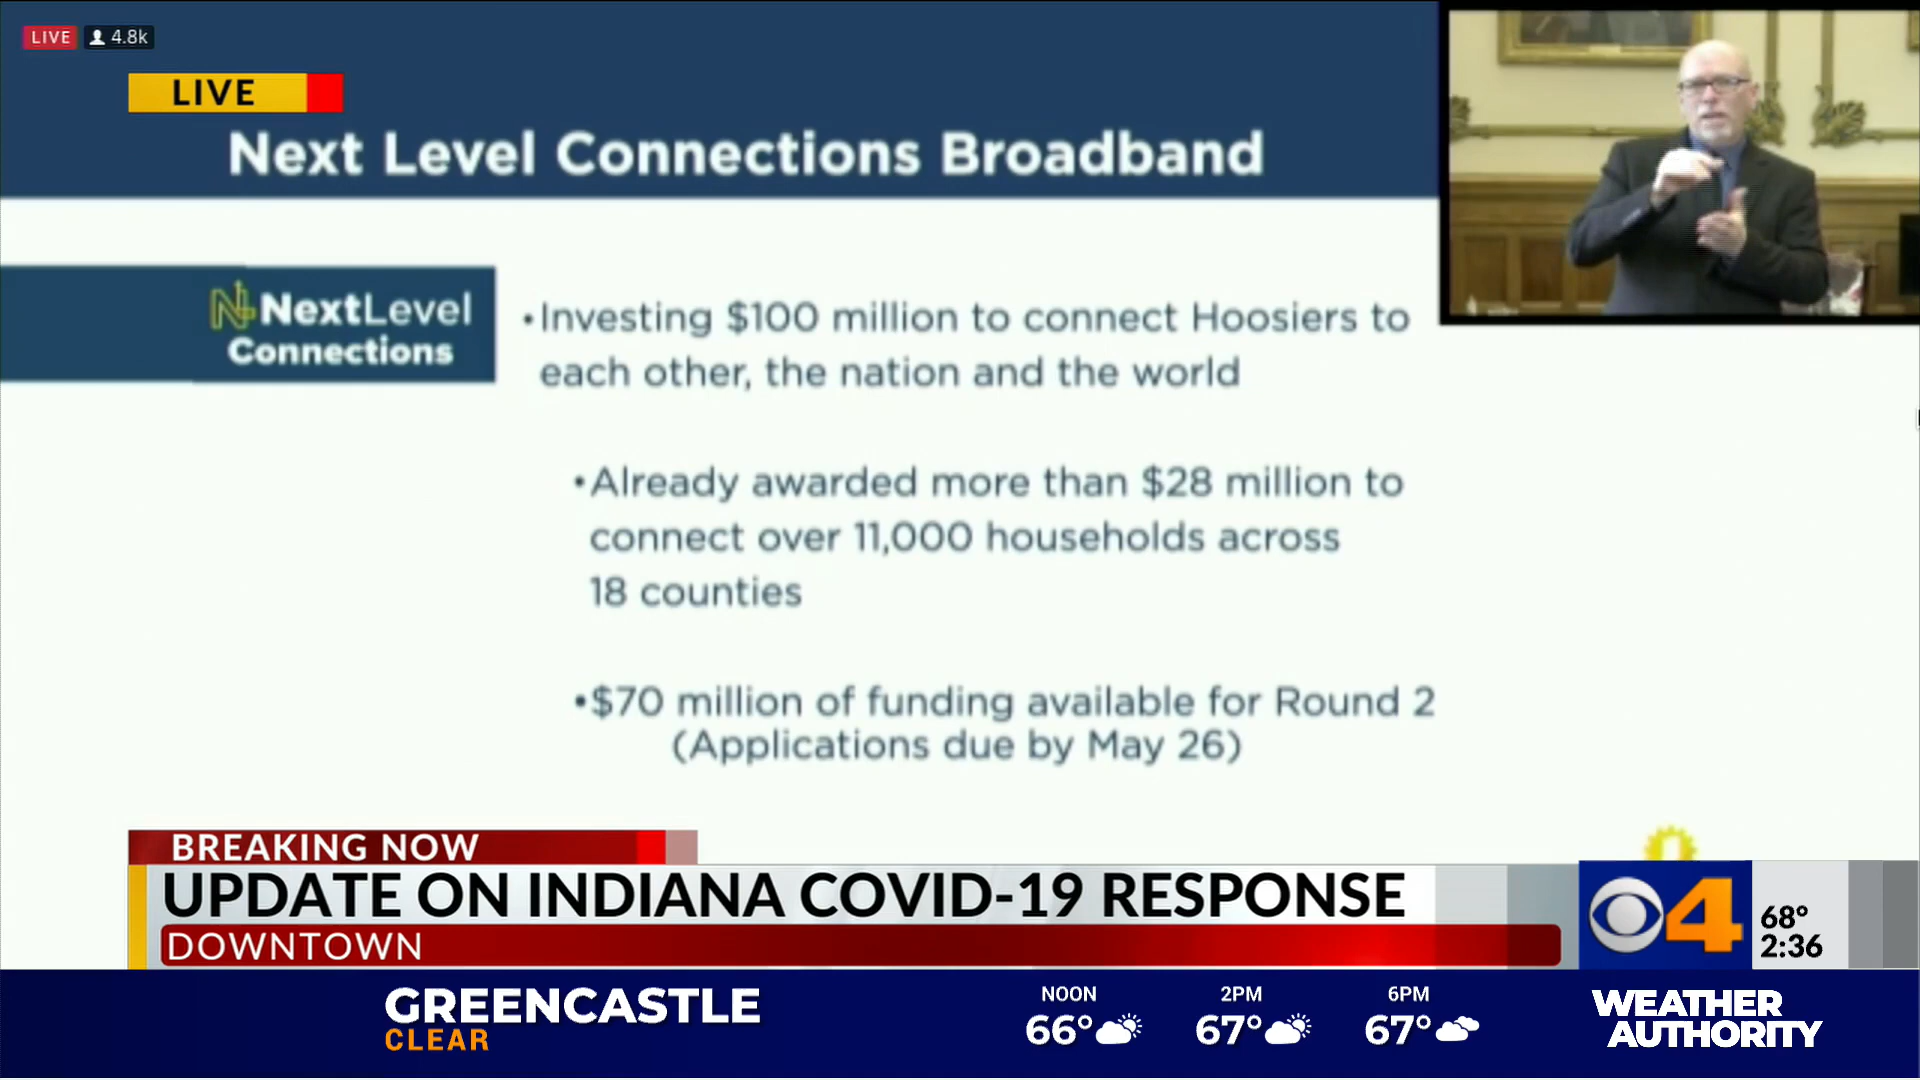 LIVE 4.8k
LIVE
Next Level Connections Broadband
NextLevel
Connections
•Investing $100 million to connect Hoosiers to
each other, the nation and the world
•Already awarded more than $28 million to
connect over 11,000 households across
18 counties
•$70 million of funding available for Round 2
(Applications due by May 26)
BREAKING NOW
UPDATE ON INDIANA COVID-19 RESPONSE
DOWNTOWN
4
68°
2:36
GREENCASTLE
CLEAR
NOON 2PM 6PM
66° 67° 67°
WEATHER
AUTHORITY